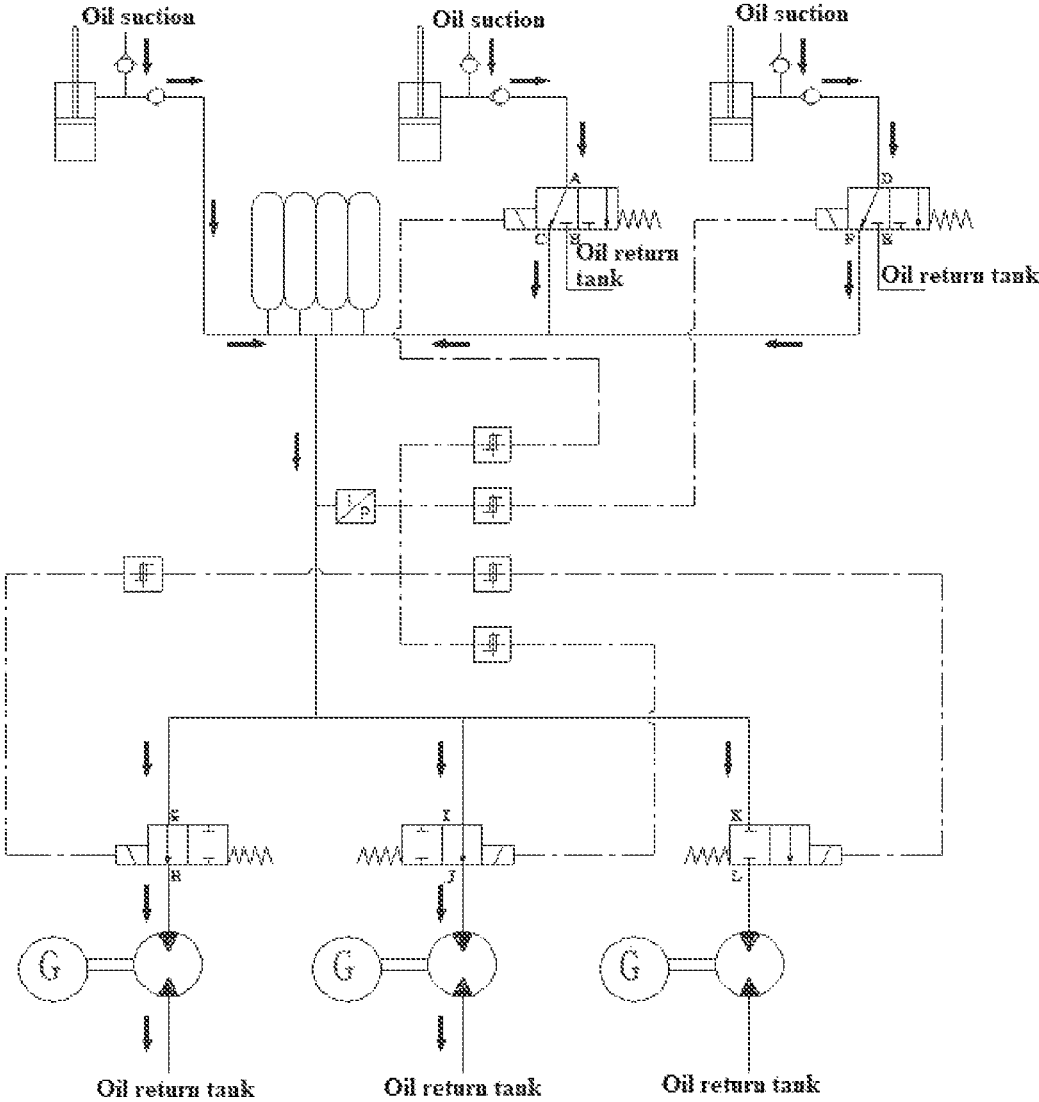 Oil suction
Oil suction
Oil suction
A
D
C
Oil return
tank
F
Oil return tank
I
J
K
L
G
G
G
Oil return tank
Oil return tank
Oil return tank